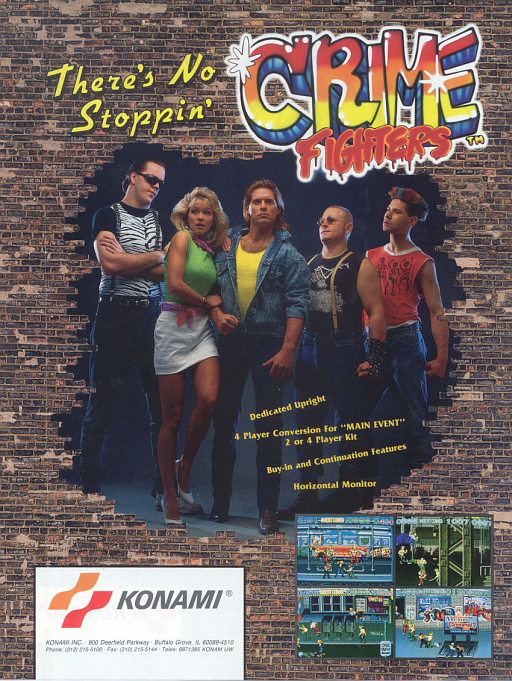 There's No
Stoppin'
CRIME
FIGHTERS™
Dedicated Upright
4 Player Conversion For "MAIN EVENT"
2 or 4 Player Kit
Buy-in and Continuation Features
Horizontal Monitor
KONAMI®
KONAMI INC. · 900 Deerfield Parkway · Buffalo Grove, IL 60089-4510
Phone: (312) 215-5100 · Fax: (312) 215-5144 · Telex: 6871385 KONAM UW